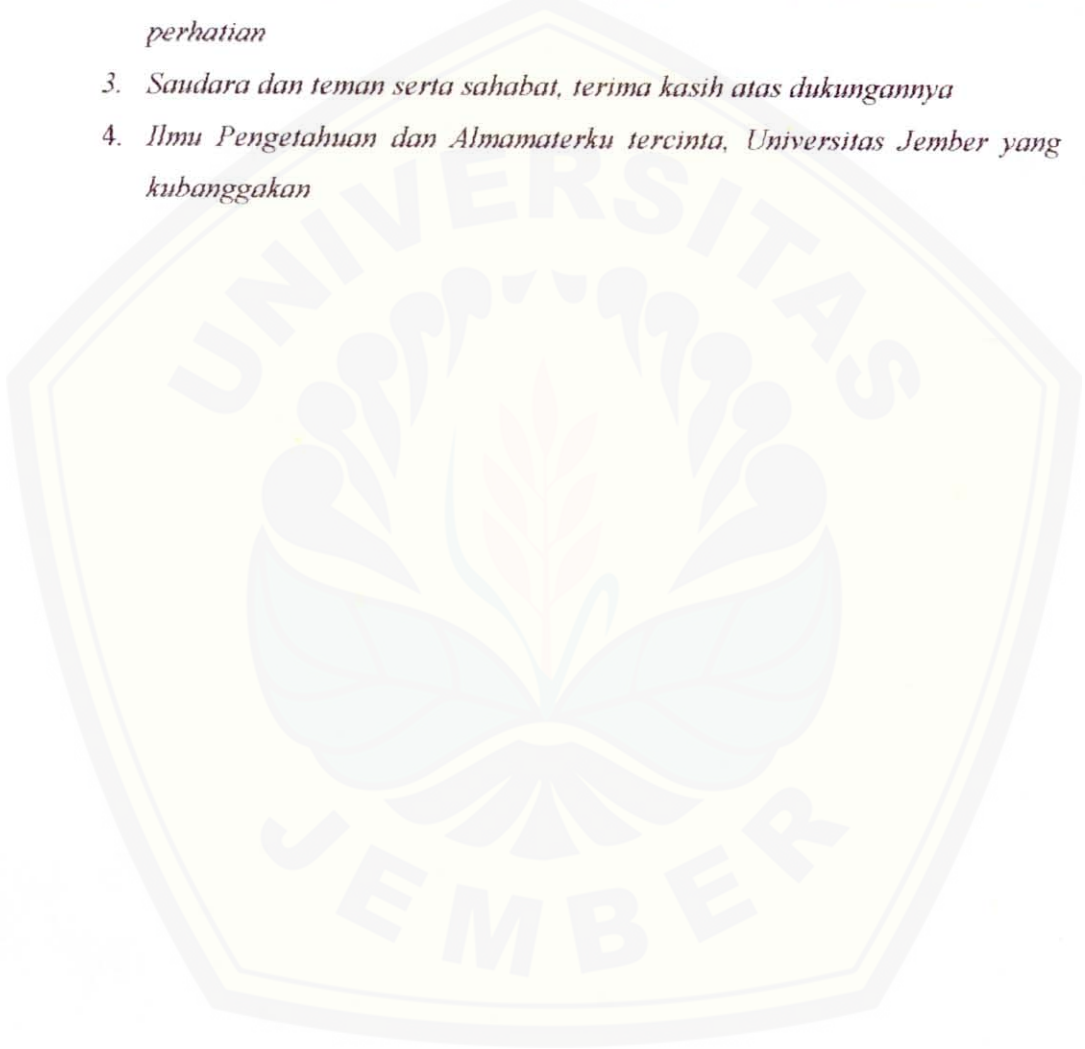 perhatian
3. Saudara dan teman serta sahabat, terima kasih atas dukungannya
4. Ilmu Pengetahuan dan Almamaterku tercinta, Universitas Jember yang
kubanggakan
UNIVERSITAS
JEMBER